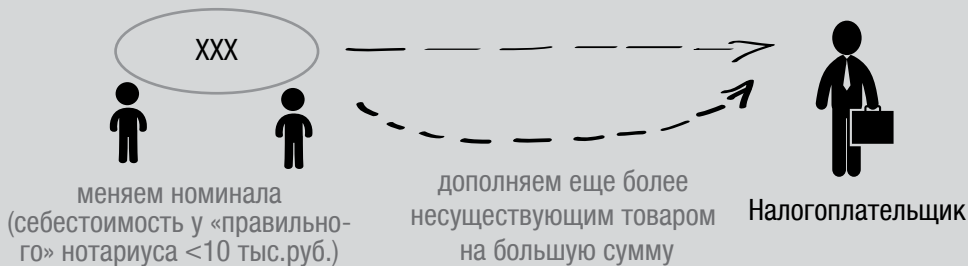 XXX
меняем номинала
(себестоимость у «правильно-
го» нотариуса <10 тыс.руб.)
дополняем еще более
несуществующим товаром
на большую сумму
Налогоплательщик